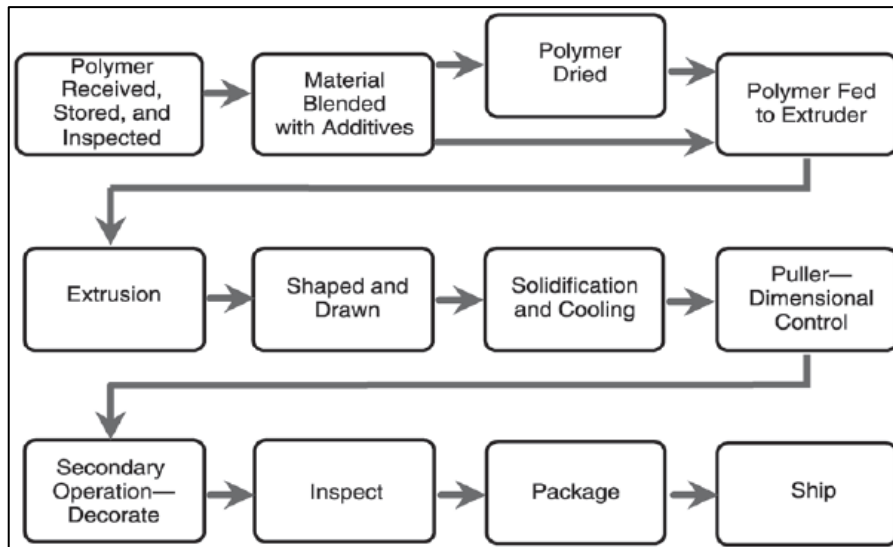 Polymer
Received,
Stored, and
Inspected
Material
Blended
with Additives
Polymer
Dried
Polymer Fed
to Extruder
Extrusion
Shaped and
Drawn
Solidification
and Cooling
Puller—
Dimensional
Control
Secondary
Operation—
Decorate
Inspect
Package
Ship